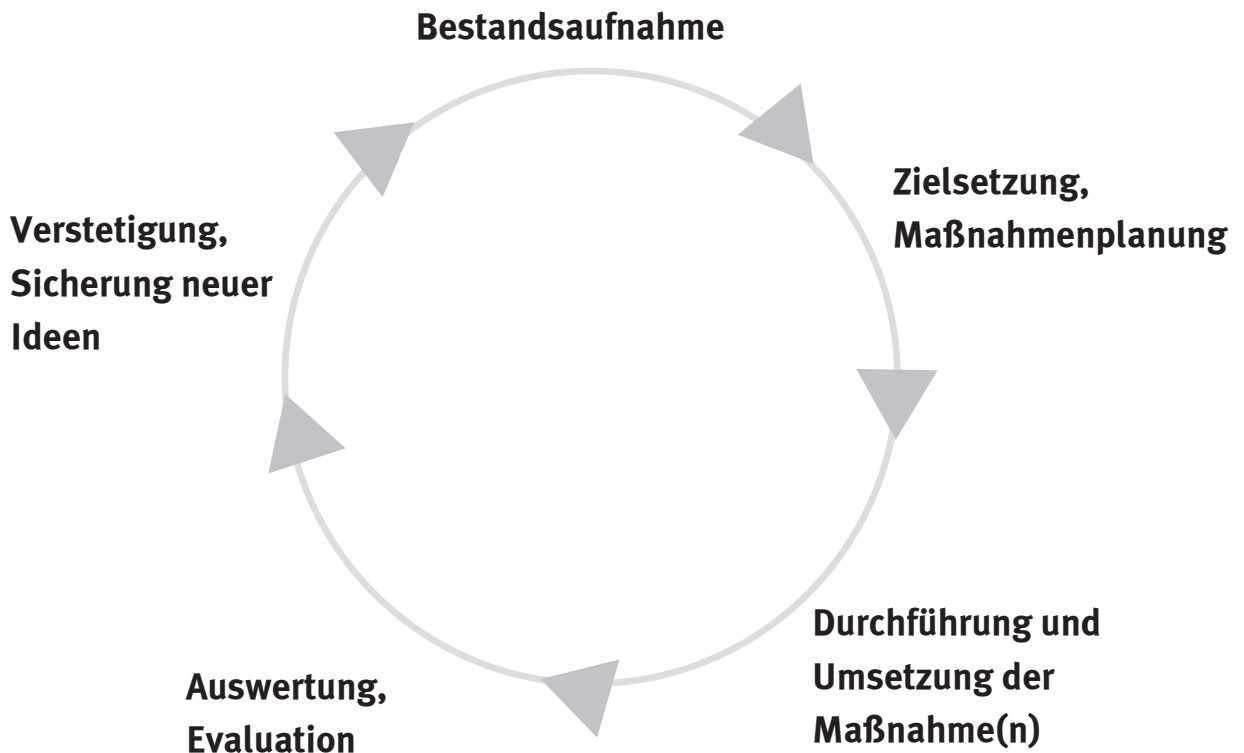 Bestandsaufnahme
Zielsetzung,
Maßnahmenplanung
Durchführung und
Umsetzung der
Maßnahme(n)
Auswertung,
Evaluation
Verstetigung,
Sicherung neuer
Ideen